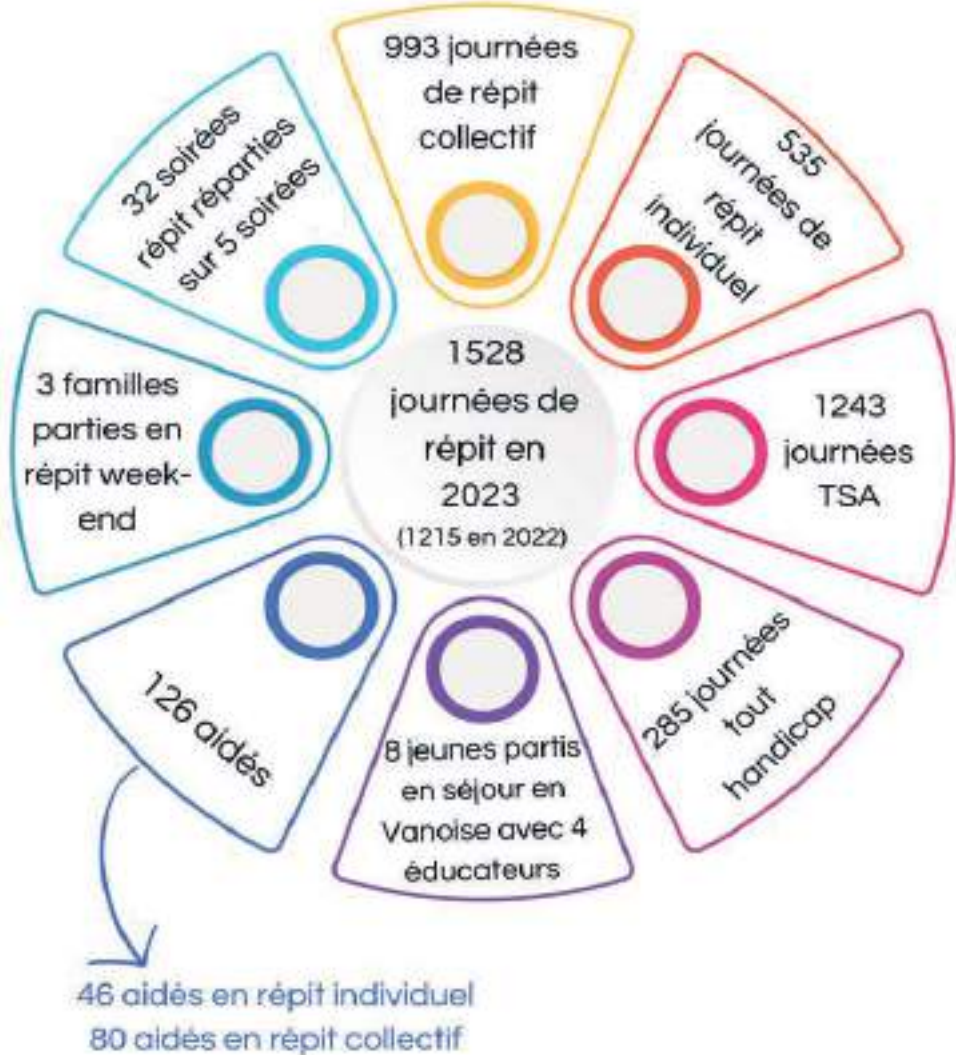 993 journées
de répit
collectif
535
journées de
répit
individuel
1243
journées
TSA
285 journées
tout
handicap
8 jeunes partis
en séjour en
Vanoise avec 4
éducateurs
126 aidés
46 aidés en répit individuel
80 aidés en répit collectif
3 familles
parties en
répit week-
end
32 soirées
répit réparties
sur 5 soirées
1528
journées de
répit en
2023
(1215 en 2022)